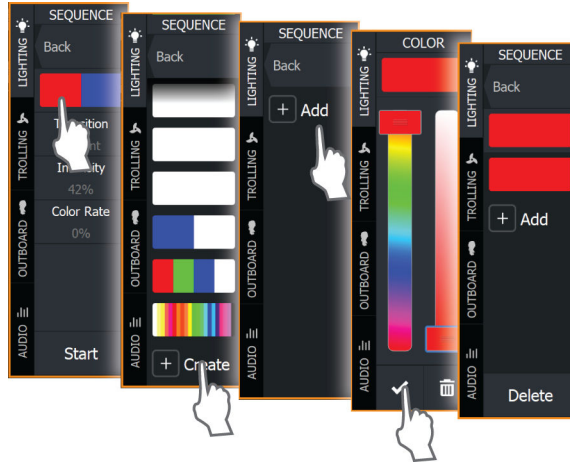 SEQUENCE
Back
LIGHTING
TROLLING
OUTBOARD
AUDIO
Transition
Intensity
42%
Color Rate
0%
Start
SEQUENCE
Back
LIGHTING
TROLLING
OUTBOARD
AUDIO
+ Create
SEQUENCE
Back
LIGHTING
TROLLING
OUTBOARD
AUDIO
+ Add
COLOR
LIGHTING
TROLLING
OUTBOARD
AUDIO
SEQUENCE
Back
LIGHTING
TROLLING
OUTBOARD
AUDIO
+ Add
Delete